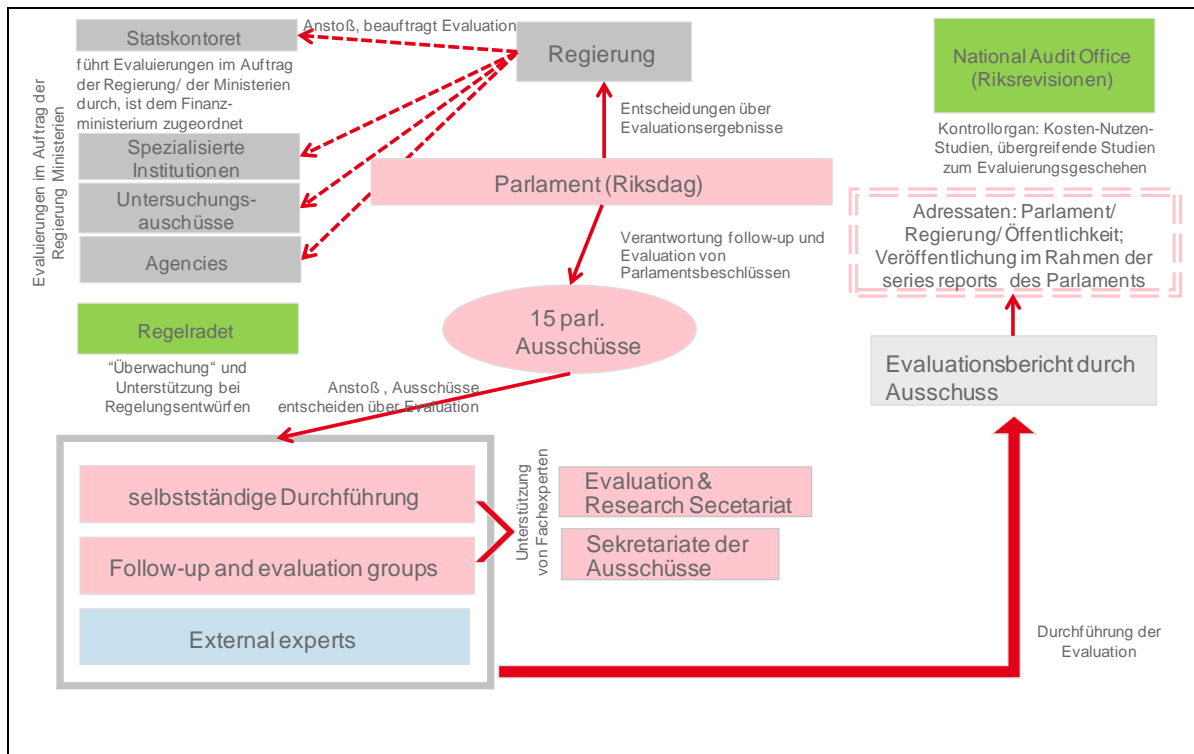 Statskontoret
führt Evaluierungen im Auftrag
der Regierung/ der Ministerien
durch, ist dem Finanz-
ministerium zugeordnet
Spezialisierte
Institutionen
Untersuchungs-
auschüsse
Agencies
Evaluierungen im Auftrag der
Regierung Ministerien
Anstoß, beauftragt Evaluation
Regierung
Entscheidungen über
Evaluationsergebnisse
Parlament (Riksdag)
Verantwortung follow-up und
Evaluation von
Parlamentsbeschlüssen
National Audit Office
(Riksrevisionen)
Kontrollorgan: Kosten-Nutzen-
Studien, übergreifende Studien
zum Evaluierungsgeschehen
Adressaten: Parlament/
Regierung/ Öffentlichkeit;
Veröffentlichung im Rahmen der
series reports des Parlaments
Regelradet
“Überwachung“ und
Unterstützung bei
Regelungsentwürfen
15 parl.
Ausschüsse
Anstoß , Ausschüsse
entscheiden über Evaluation
Evaluationsbericht durch
Ausschuss
selbstständige Durchführung
Follow-up and evaluation groups
External experts
Unterstützung
von Fachexperten
Evaluation &
Research Secetariat
Sekretariate der
Ausschüsse
Durchführung der
Evaluation